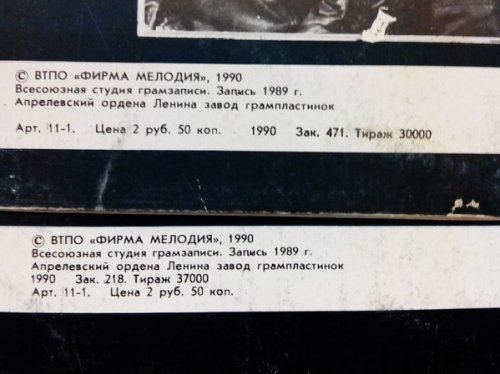 © ВТПО «ФИРМА МЕЛОДИЯ», 1990
Всесоюзная студия грамзаписи. Запись 1989 г.
Апрелевский ордена Ленина завод грампластинок
Арт. 11-1. Цена 2 руб. 50 коп. 1990 Зак. 471. Тираж 30000
© ВТПО «ФИРМА МЕЛОДИЯ», 1990
Всесоюзная студия грамзаписи. Запись 1989 г.
Апрелевский ордена Ленина завод грампластинок
1990 Зак. 218. Тираж 37000
Арт. 11-1. Цена 2 руб. 50 коп.